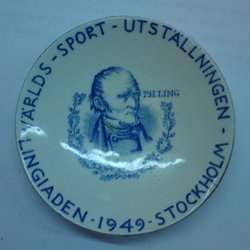 VÄRLDS - SPORT - UTSTÄLLNINGEN -
LINGIADEN - 1949 - STOCKHOLM -
PH. LING